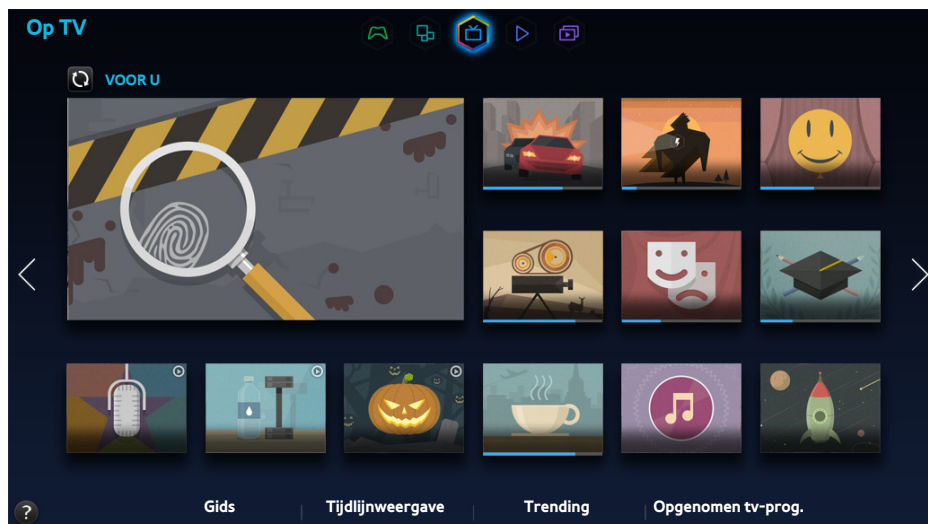 Op TV
VOOR U
Gids
Tijdlijnweergave
Trending
Opgenomen tv-prog.
?